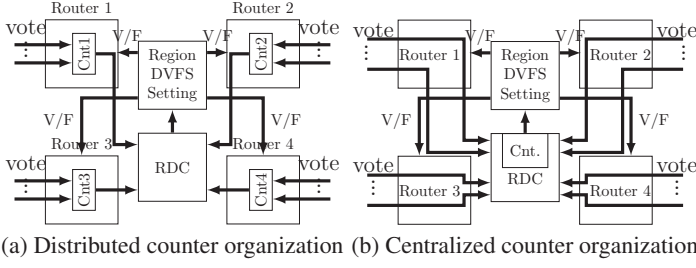 Router 1
Router 2
vote
Cnt1
V/F
V/F
Cnt2
vote
Region
DVFS
Setting
V/F
V/F
Router 3
Router 4
vote
Cnt3
RDC
Cnt4
vote
(a) Distributed counter organization
vote
Router 1
V/F
V/F
Router 2
vote
Region
DVFS
Setting
V/F
V/F
Cnt.
RDC
vote
Router 3
Router 4
vote
(b) Centralized counter organization